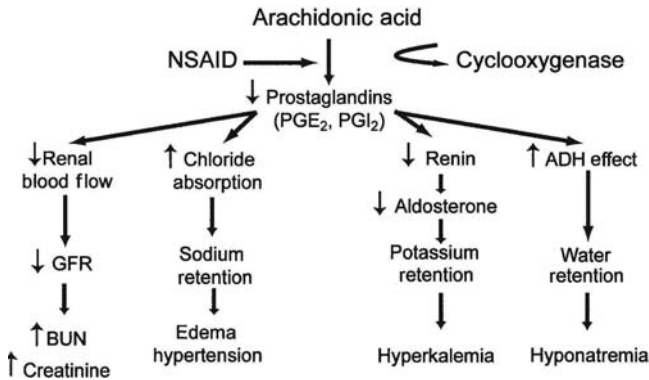 Arachidonic acid
NSAID
Cyclooxygenase
↓ Prostaglandins
(PGE₂, PGI₂)
↓ Renal
blood flow
↑ Chloride
absorption
↓ Renin
↑ ADH effect
↓ Aldosterone
↓ GFR
Sodium
retention
Potassium
retention
Water
retention
↑ BUN
↑ Creatinine
Edema
hypertension
Hyperkalemia
Hyponatremia